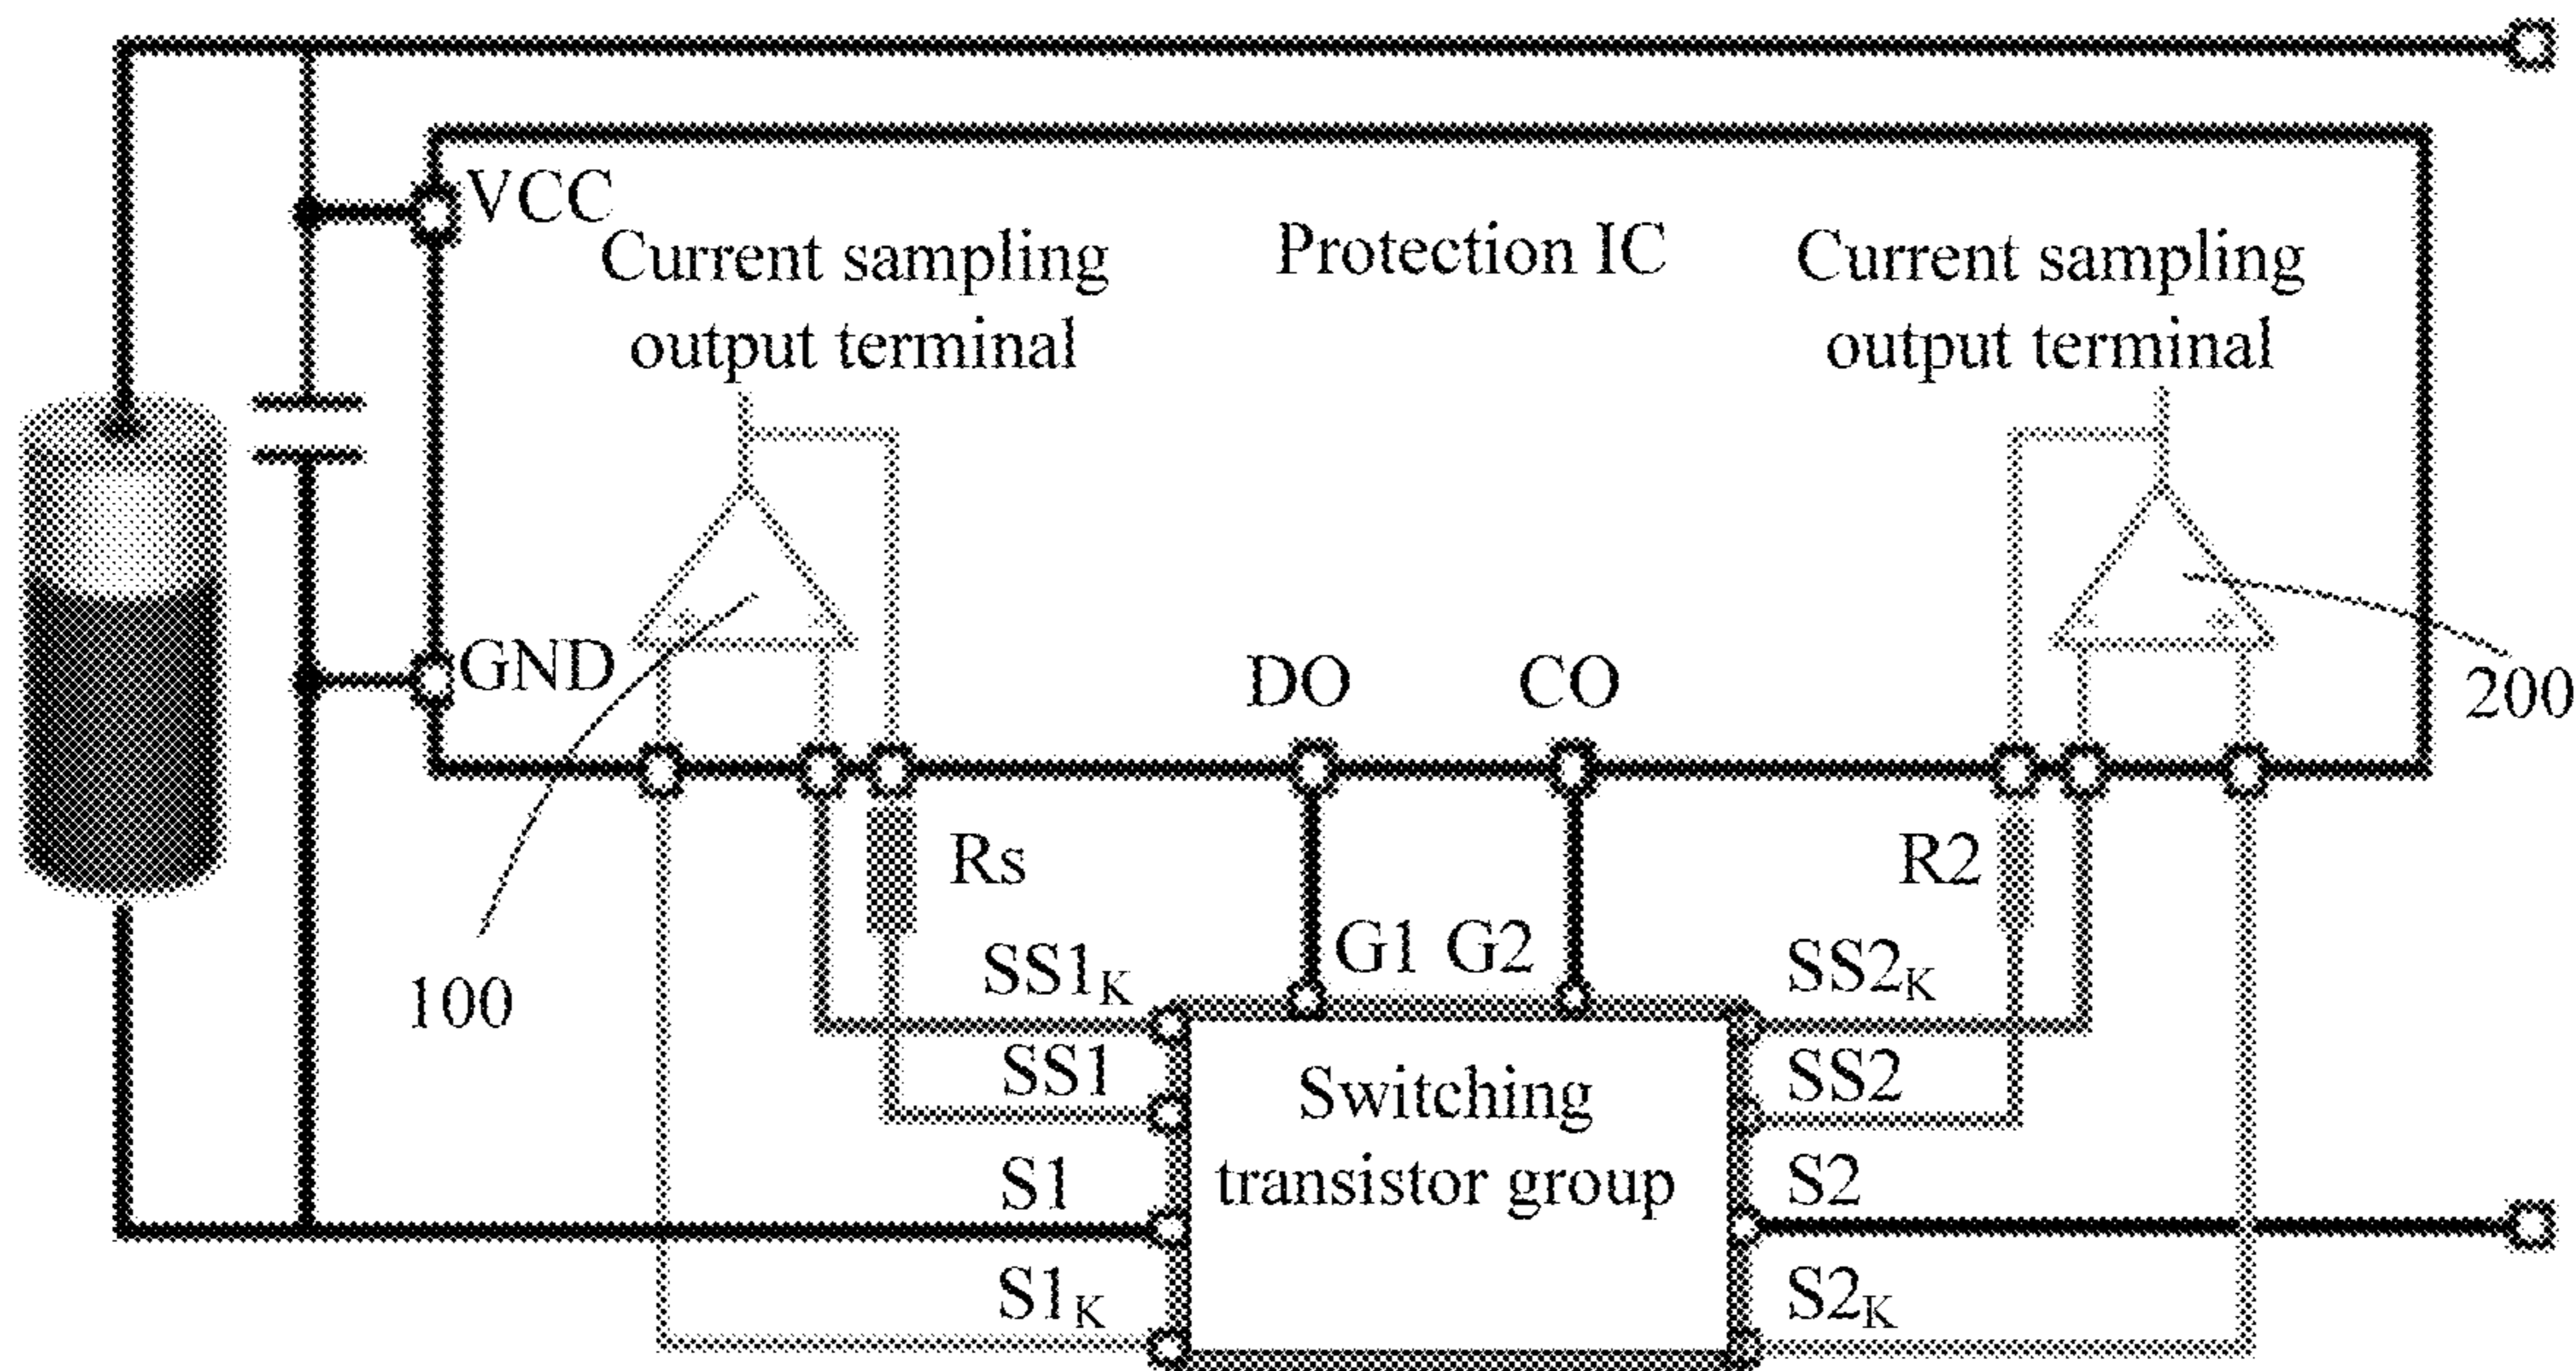 VCC
Current sampling
output terminal
Protection IC
Current sampling
output terminal
GND
DO
CO
200
Rs
R2
100
G1
G2
SS1K
SS2K
SS1
SS2
Switching
transistor group
S1
S2
S1K
S2K